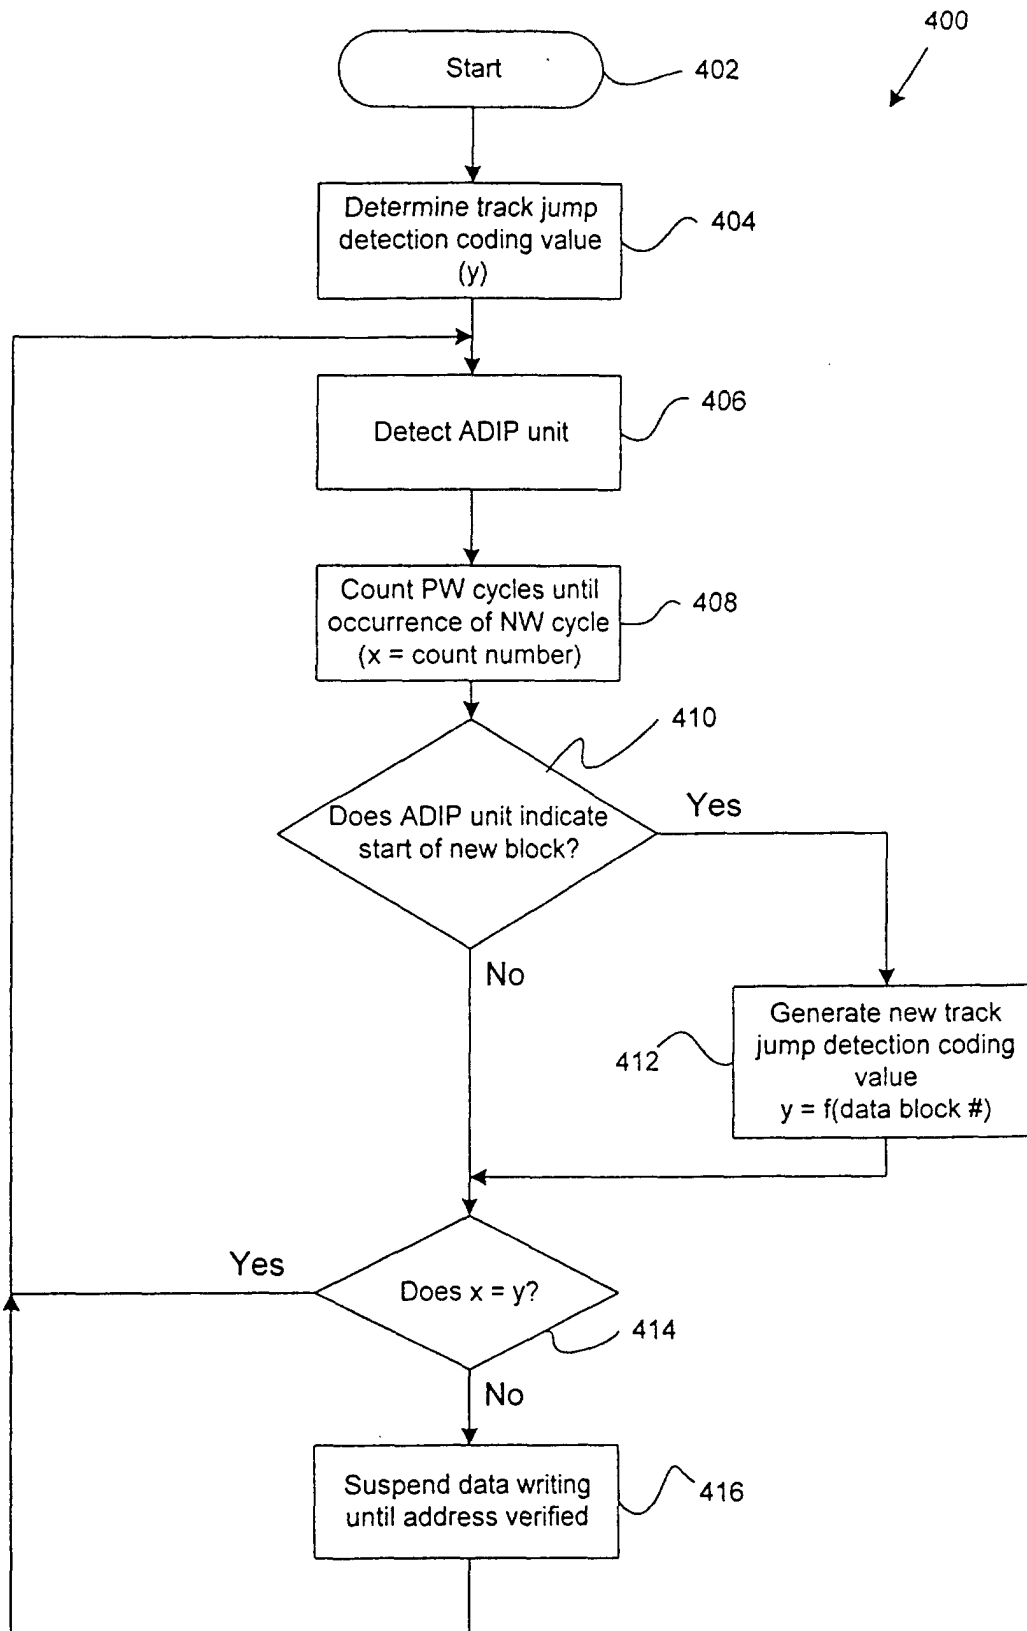 400
Start
402
Determine track jump
detection coding value
(y)
404
Detect ADIP unit
406
Count PW cycles until
occurrence of NW cycle
(x = count number)
408
410
Does ADIP unit indicate
start of new block?
Yes
No
Generate new track
jump detection coding
value
y = f(data block #)
412
Yes
Does x = y?
414
No
Suspend data writing
until address verified
416